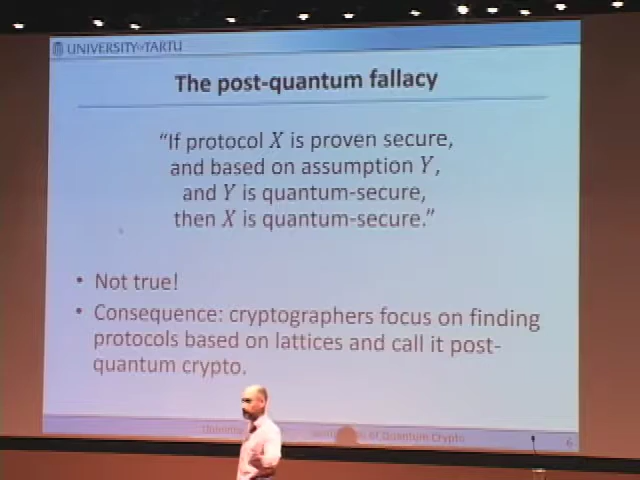 UNIVERSITY OF TARTU
The post-quantum fallacy
“If protocol X is proven secure,
and based on assumption Y,
and Y is quantum-secure,
then X is quantum-secure.”
• Not true!
• Consequence: cryptographers focus on finding
protocols based on lattices and call it post-
quantum crypto.
of Quantum Crypto
6